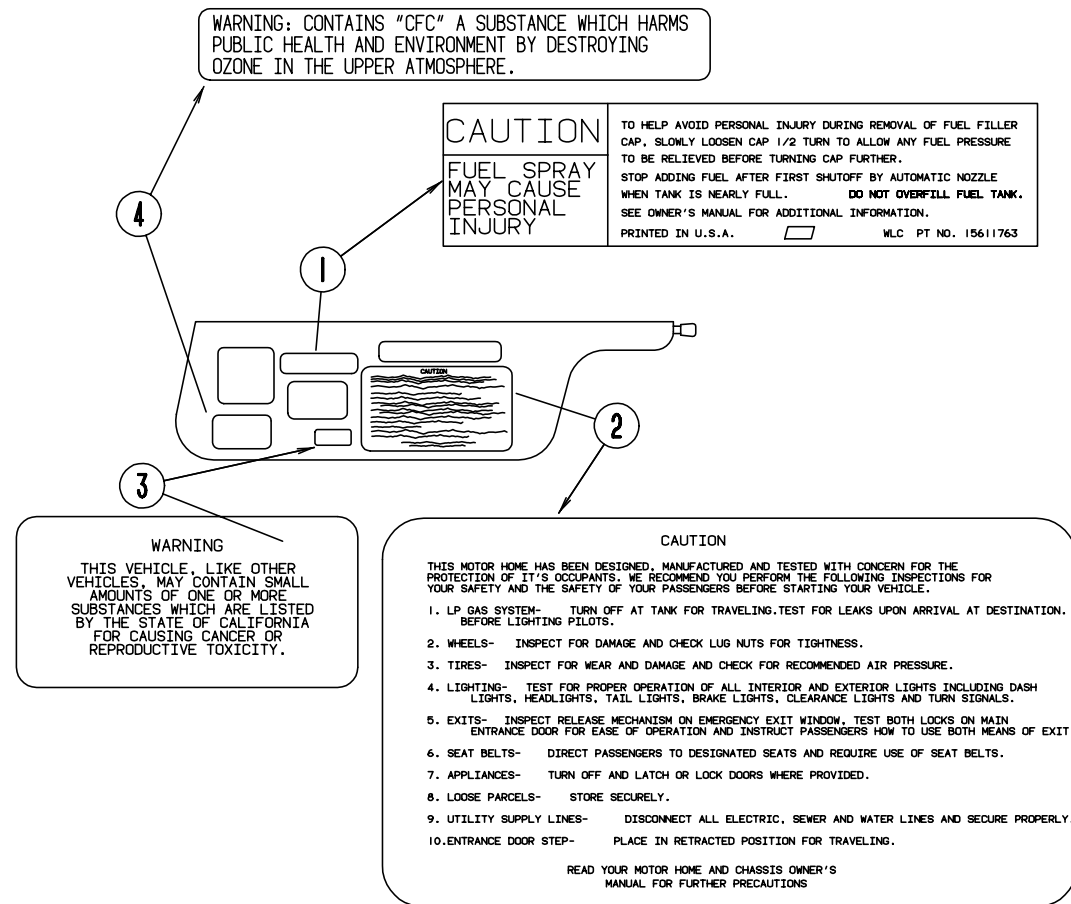 WARNING: CONTAINS "CFC" A SUBSTANCE WHICH HARMS
PUBLIC HEALTH AND ENVIRONMENT BY DESTROYING
OZONE IN THE UPPER ATMOSPHERE.
CAUTION
FUEL SPRAY
MAY CAUSE
PERSONAL
INJURY
TO HELP AVOID PERSONAL INJURY DURING REMOVAL OF FUEL FILLER
CAP, SLOWLY LOOSEN CAP 1/2 TURN TO ALLOW ANY FUEL PRESSURE
TO BE RELIEVED BEFORE TURNING CAP FURTHER.
STOP ADDING FUEL AFTER FIRST SHUTOFF BY AUTOMATIC NOZZLE
WHEN TANK IS NEARLY FULL. DO NOT OVERFILL FUEL TANK.
SEE OWNER'S MANUAL FOR ADDITIONAL INFORMATION.
PRINTED IN U.S.A. WLC PT NO. 15611763
4
1
CAUTION
2
3
WARNING
THIS VEHICLE, LIKE OTHER
VEHICLES, MAY CONTAIN SMALL
AMOUNTS OF ONE OR MORE
SUBSTANCES WHICH ARE LISTED
BY THE STATE OF CALIFORNIA
FOR CAUSING CANCER OR
REPRODUCTIVE TOXICITY.
CAUTION
THIS MOTOR HOME HAS BEEN DESIGNED, MANUFACTURED AND TESTED WITH CONCERN FOR THE
PROTECTION OF IT'S OCCUPANTS. WE RECOMMEND YOU PERFORM THE FOLLOWING INSPECTIONS FOR
YOUR SAFETY AND THE SAFETY OF YOUR PASSENGERS BEFORE STARTING YOUR VEHICLE.
1. LP GAS SYSTEM- TURN OFF AT TANK FOR TRAVELING.TEST FOR LEAKS UPON ARRIVAL AT DESTINATION.
BEFORE LIGHTING PILOTS.
2. WHEELS- INSPECT FOR DAMAGE AND CHECK LUG NUTS FOR TIGHTNESS.
3. TIRES- INSPECT FOR WEAR AND DAMAGE AND CHECK FOR RECOMMENDED AIR PRESSURE.
4. LIGHTING- TEST FOR PROPER OPERATION OF ALL INTERIOR AND EXTERIOR LIGHTS INCLUDING DASH
LIGHTS, HEADLIGHTS, TAIL LIGHTS, BRAKE LIGHTS, CLEARANCE LIGHTS AND TURN SIGNALS.
5. EXITS- INSPECT RELEASE MECHANISM ON EMERGENCY EXIT WINDOW, TEST BOTH LOCKS ON MAIN
ENTRANCE DOOR FOR EASE OF OPERATION AND INSTRUCT PASSENGERS HOW TO USE BOTH MEANS OF EXIT
6. SEAT BELTS- DIRECT PASSENGERS TO DESIGNATED SEATS AND REQUIRE USE OF SEAT BELTS.
7. APPLIANCES- TURN OFF AND LATCH OR LOCK DOORS WHERE PROVIDED.
8. LOOSE PARCELS- STORE SECURELY.
9. UTILITY SUPPLY LINES- DISCONNECT ALL ELECTRIC, SEWER AND WATER LINES AND SECURE PROPERLY.
10.ENTRANCE DOOR STEP- PLACE IN RETRACTED POSITION FOR TRAVELING.
READ YOUR MOTOR HOME AND CHASSIS OWNER'S
MANUAL FOR FURTHER PRECAUTIONS